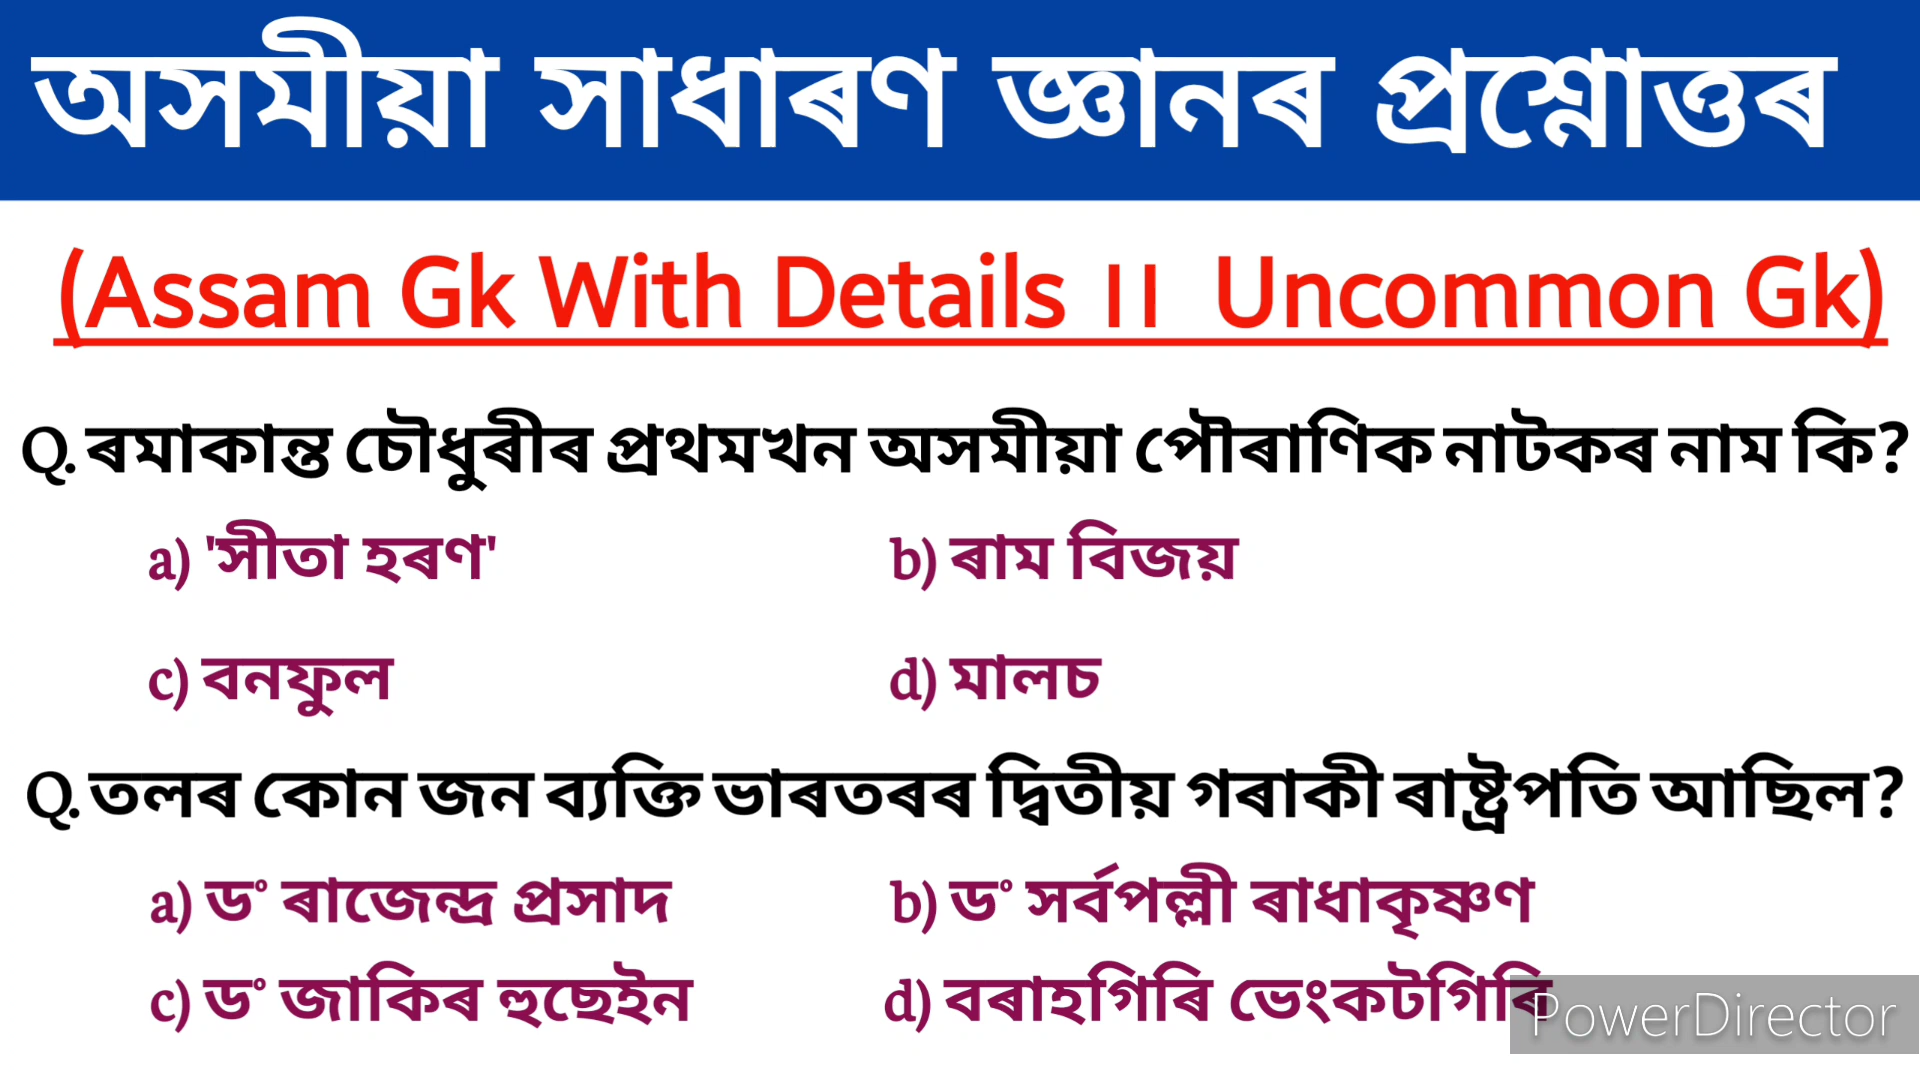 অসমীয়া সাধাৰণ জ্ঞানৰ প্ৰশ্নোত্তৰ
(Assam Gk With Details ।। Uncommon Gk)
Q. ৰমাকান্ত চৌধুৰীৰ প্ৰথমখন অসমীয়া পৌৰাণিক নাটকৰ নাম কি?
a) 'সীতা হৰণ' b) ৰাম বিজয়
c) বনফুল d) মালচ
Q. তলৰ কোন জন ব্যক্তি ভাৰতৰৰ দ্বিতীয় গৰাকী ৰাষ্ট্ৰপতি আছিল?
a) ড° ৰাজেন্দ্ৰ প্ৰসাদ b) ড° সৰ্বপল্লী ৰাধাকৃষ্ণণ
c) ড° জাকিৰ হুছেইন d) বৰাহগিৰি ভেংকটগিৰি
PowerDirector